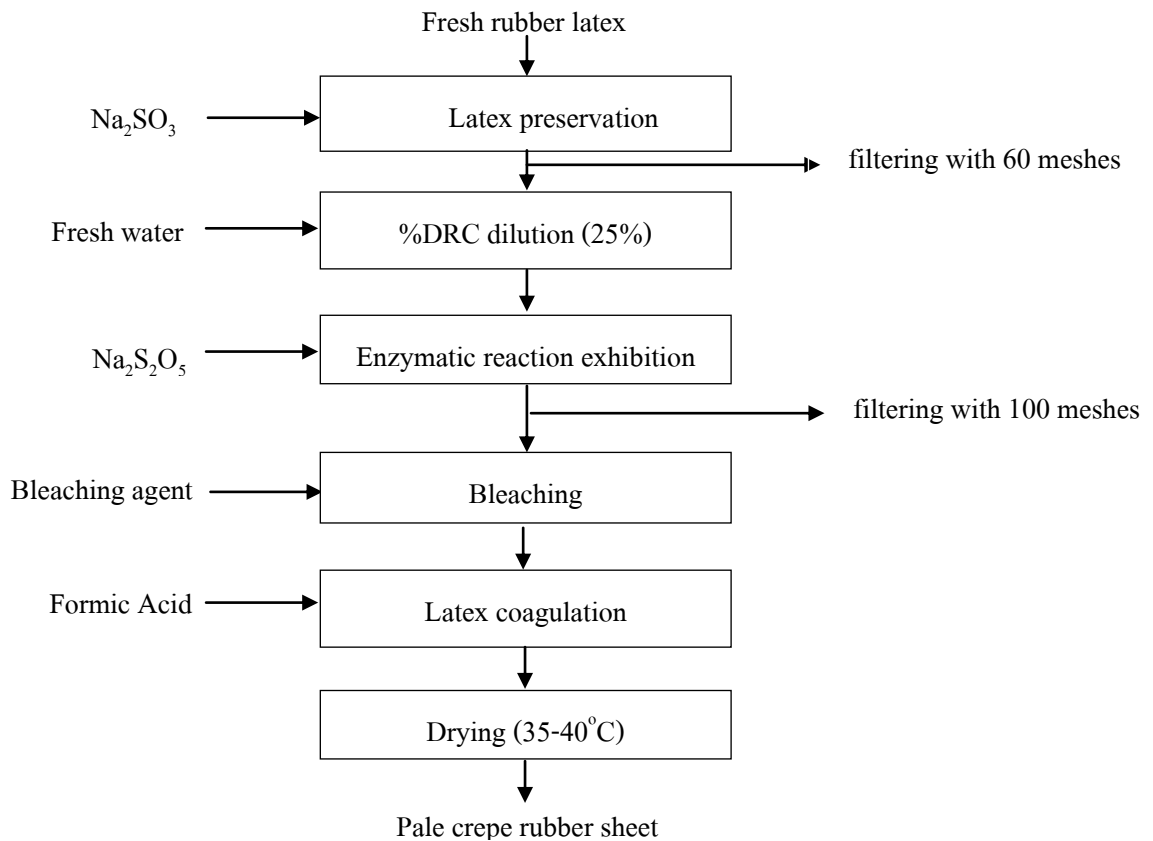 Fresh rubber latex
Na₂SO₃
Latex preservation
filtering with 60 meshes
Fresh water
%DRC dilution (25%)
Na₂S₂O₅
Enzymatic reaction exhibition
filtering with 100 meshes
Bleaching agent
Bleaching
Formic Acid
Latex coagulation
Drying (35-40°C)
Pale crepe rubber sheet